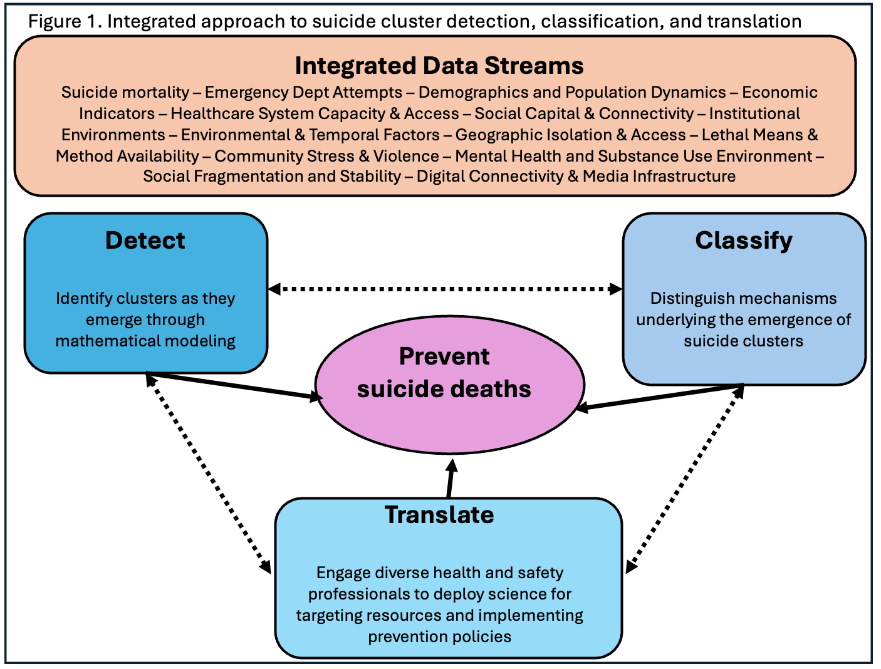 Figure 1. Integrated approach to suicide cluster detection, classification, and translation
Integrated Data Streams
Suicide mortality – Emergency Dept Attempts – Demographics and Population Dynamics – Economic
Indicators – Healthcare System Capacity & Access – Social Capital & Connectivity – Institutional
Environments – Environmental & Temporal Factors – Geographic Isolation & Access – Lethal Means &
Method Availability – Community Stress & Violence – Mental Health and Substance Use Environment –
Social Fragmentation and Stability – Digital Connectivity & Media Infrastructure
Detect
Identify clusters as they
emerge through
mathematical modeling
Classify
Distinguish mechanisms
underlying the emergence of
suicide clusters
Prevent
suicide deaths
Translate
Engage diverse health and safety
professionals to deploy science for
targeting resources and implementing
prevention policies